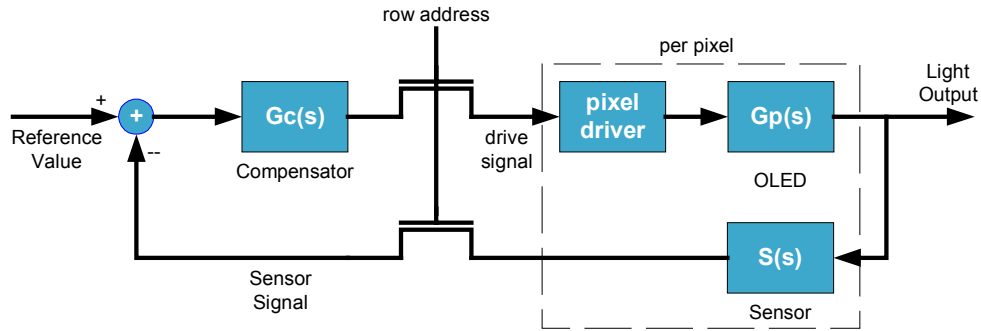 row address
per pixel
Light
Output
+
+
Gc(s)
pixel
driver
Gp(s)
Reference
Value
--
Compensator
drive
signal
OLED
S(s)
Sensor
Signal
Sensor